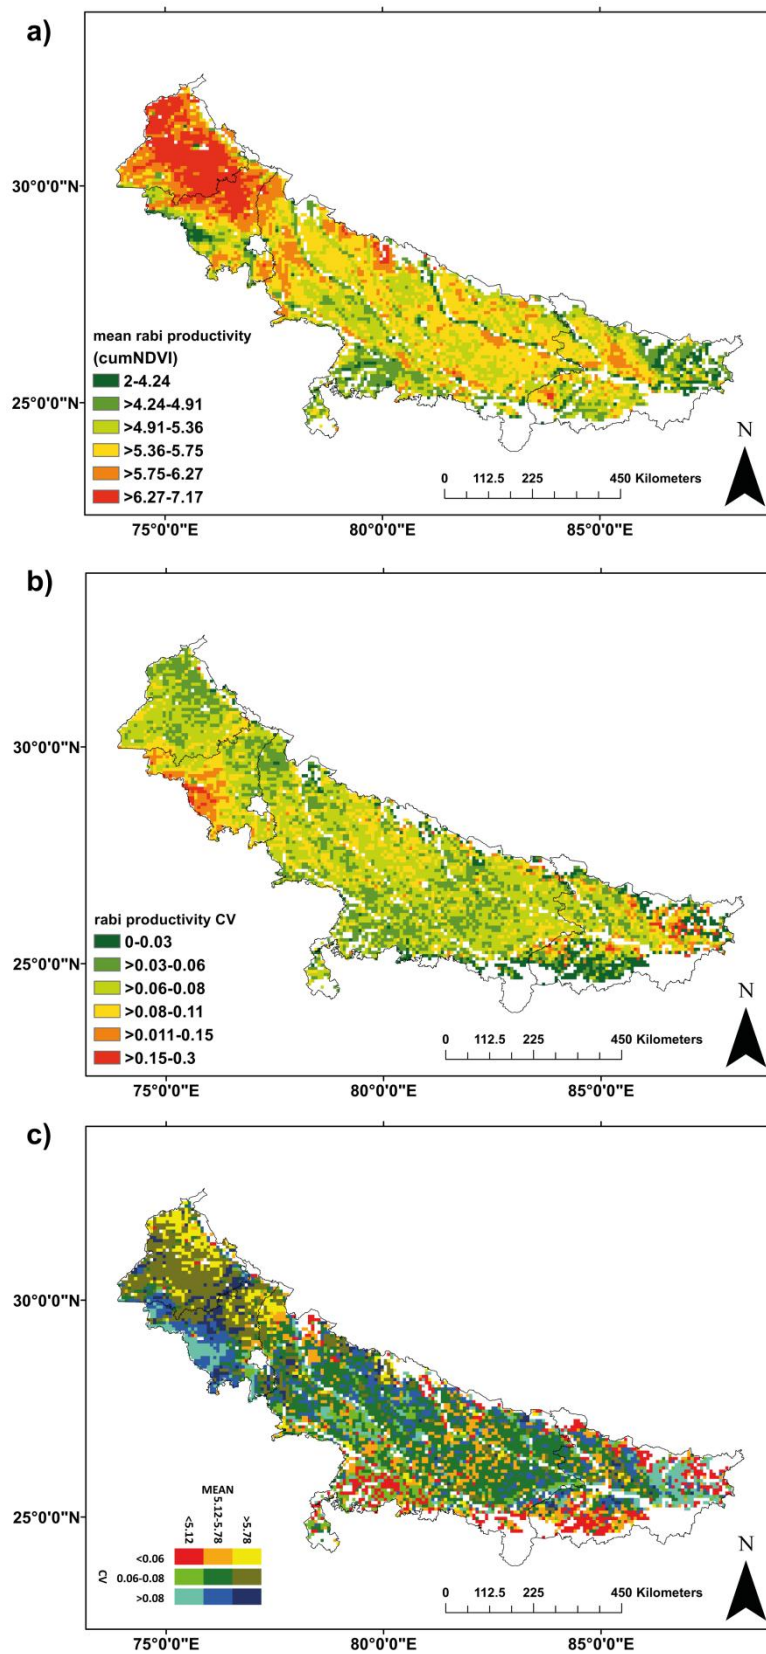 a)
30°0'0"N
25°0'0"N
mean rabi productivity
(cumNDVI)
2-4.24
>4.24-4.91
>4.91-5.36
>5.36-5.75
>5.75-6.27
>6.27-7.17
N
0 112.5 225 450 Kilometers
75°0'0"E 80°0'0"E 85°0'0"E
b)
30°0'0"N
25°0'0"N
rabi productivity CV
0-0.03
>0.03-0.06
>0.06-0.08
>0.08-0.11
>0.011-0.15
>0.15-0.3
N
0 112.5 225 450 Kilometers
75°0'0"E 80°0'0"E 85°0'0"E
c)
30°0'0"N
25°0'0"N
MEAN
<5.12 5.12-5.78 >5.78
CV
<0.06
0.06-0.08
>0.08
N
0 112.5 225 450 Kilometers
75°0'0"E 80°0'0"E 85°0'0"E